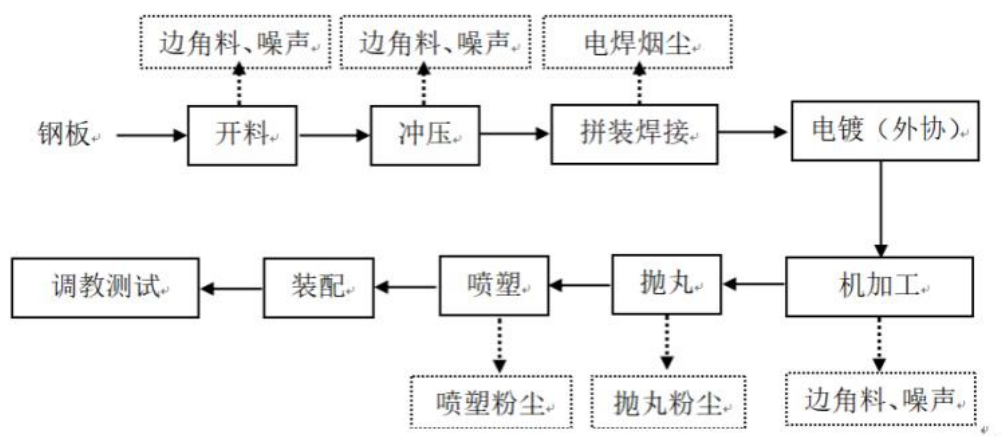 边角料、噪声
边角料、噪声
电焊烟尘
钢板
开料
冲压
拼装焊接
电镀（外协）
调教测试
装配
喷塑
抛丸
机加工
喷塑粉尘
抛丸粉尘
边角料、噪声